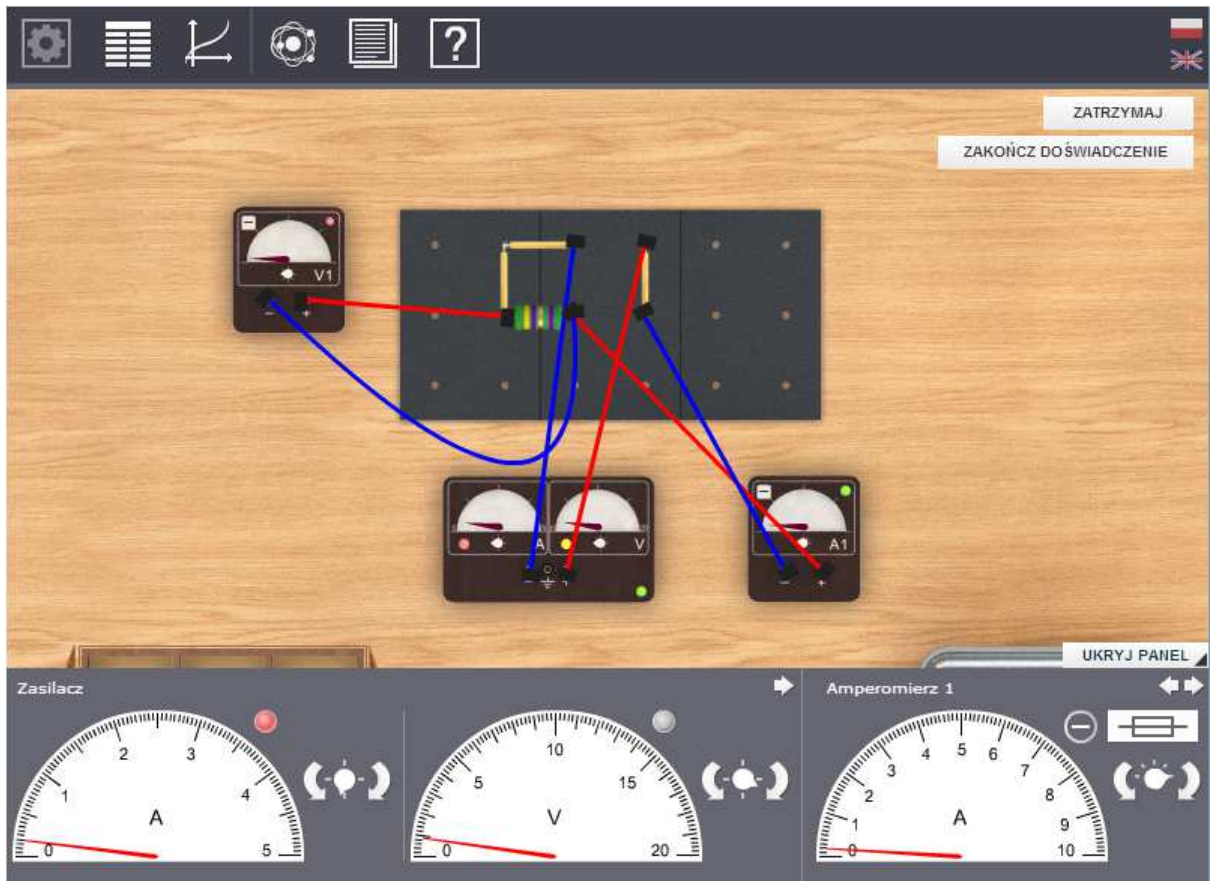 ?
ZATRZYMAJ
ZAKOŃCZ DOŚWIADCZENIE
V1
- +
A V A1
- +
- +
UKRYJ PANEL
Zasilacz
Amperomierz 1
0 1 2 3 4 5
A
0 5 10 15 20
V
0 1 2 3 4 5 6 7 8 9 10
A